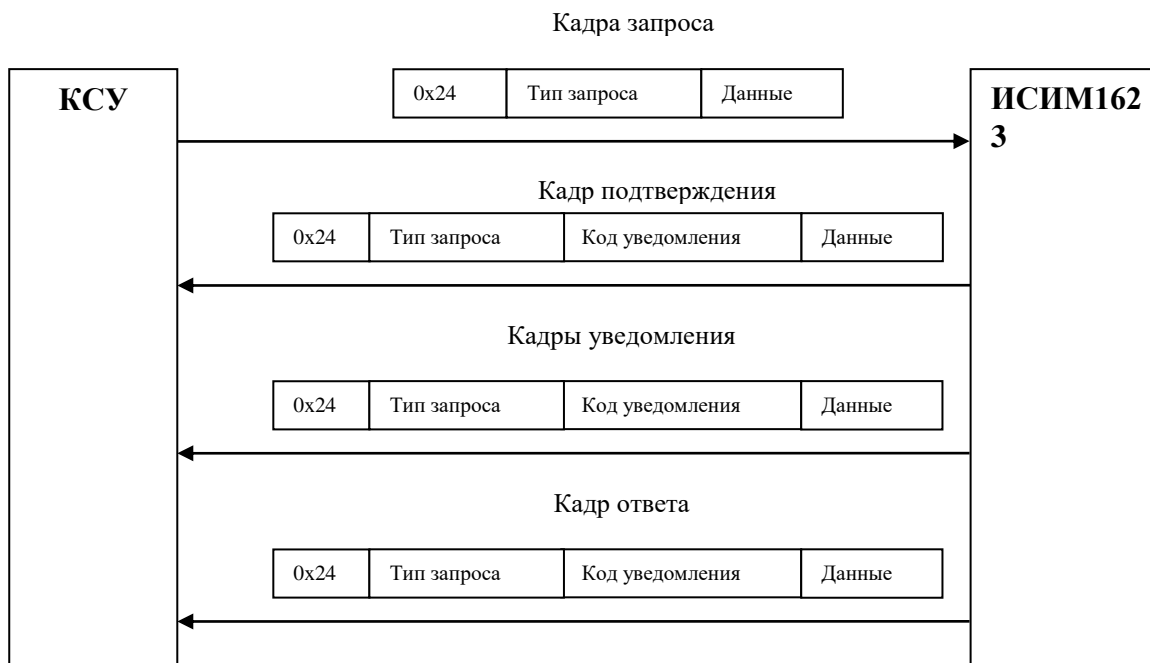 Кадра запроса
КСУ
0x24 Тип запроса Данные
ИСИМ162
3
Кадр подтверждения
0x24 Тип запроса Код уведомления Данные
Кадры уведомления
0x24 Тип запроса Код уведомления Данные
Кадр ответа
0x24 Тип запроса Код уведомления Данные